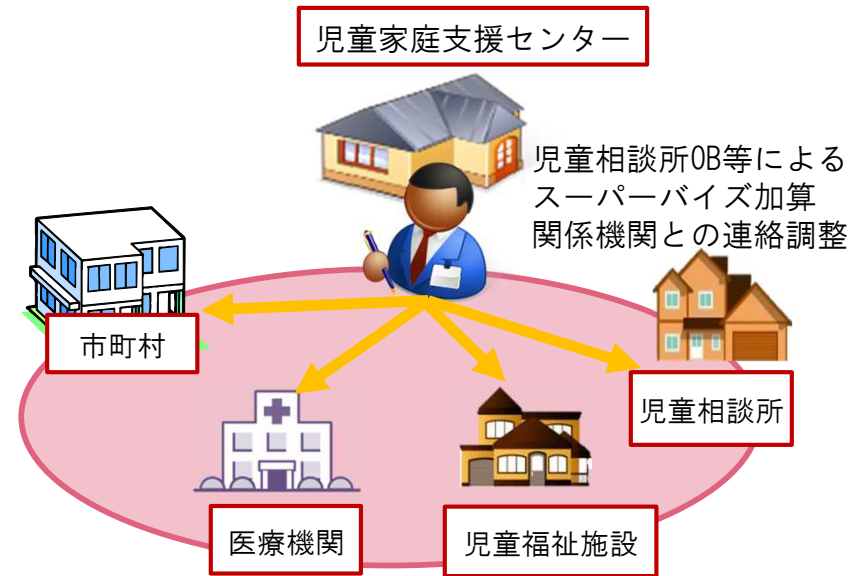 児童家庭支援センター
児童相談所OB等による
スーパーバイズ加算
関係機関との連絡調整
市町村
児童相談所
医療機関
児童福祉施設